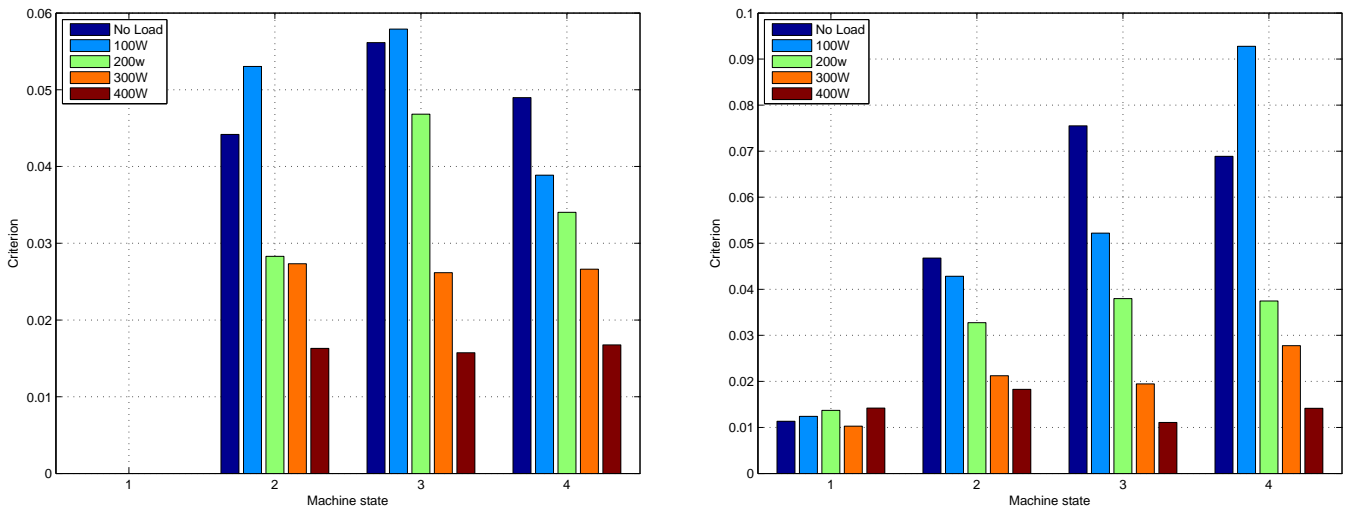 0.06
0.05
0.04
0.03
0.02
0.01
0
Criterion
No Load
100W
200w
300W
400W
1 2 3 4
Machine state
0.1
0.09
0.08
0.07
0.06
0.05
0.04
0.03
0.02
0.01
0
Criterion
No Load
100W
200w
300W
400W
1 2 3 4
Machine state